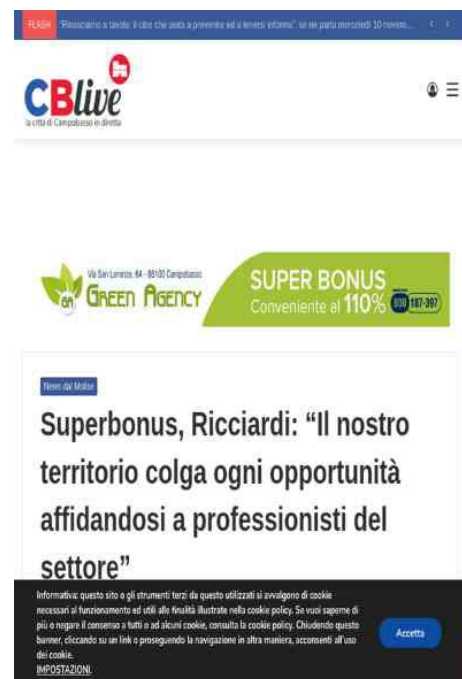 FLASH "Rinasciamo a tavola: il cibo che aiuta a prevenire ed a tenersi informa", se ne parla mercoledì 10 novem...
CBlive
la città di Campobasso in diretta
Via San Lorenzo, 64 - 86100 Campobasso
GA GREEN AGENCY
SUPER BONUS
Conveniente al 110%
187-397
News dal Molise
Superbonus, Ricciardi: “Il nostro
territorio colga ogni opportunità
affidandosi a professionisti del
settore”
Informativa: questo sito o gli strumenti terzi da questo utilizzati si avvalgono di cookie
necessari al funzionamento ed utili alle finalità illustrate nella cookie policy. Se vuoi saperne di
più o negare il consenso a tutti o ad alcuni cookie, consulta la cookie policy. Chiudendo questo
banner, cliccando su un link o proseguendo la navigazione in altra maniera, acconsenti all'uso
dei cookie.
IMPOSTAZIONI.
Accetta